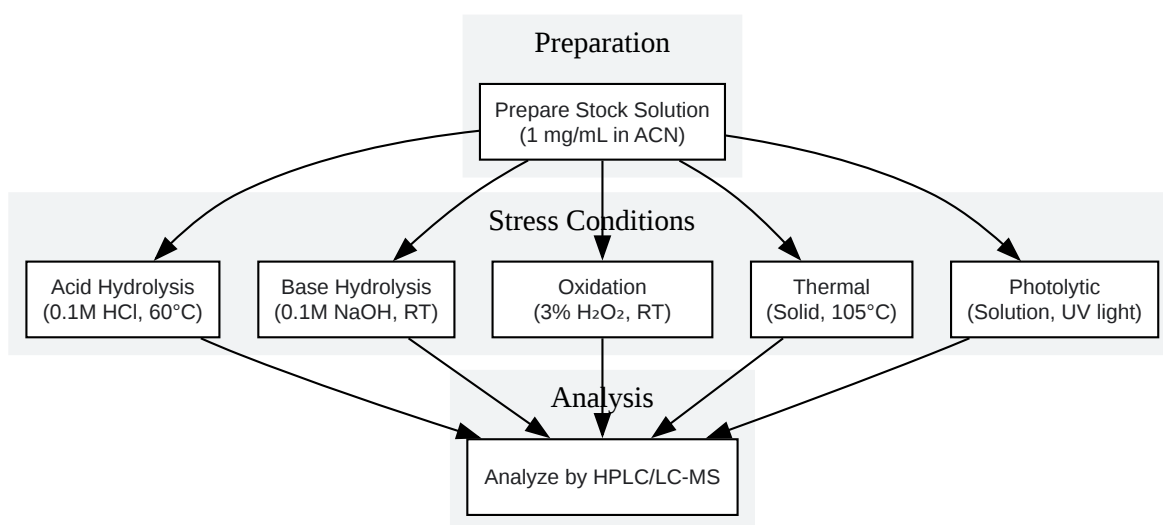 Preparation
Prepare Stock Solution
(1 mg/mL in ACN)
Stress Conditions
Acid Hydrolysis
(0.1M HCl, 60°C)
Base Hydrolysis
(0.1M NaOH, RT)
Oxidation
(3% H₂O₂, RT)
Thermal
(Solid, 105°C)
Photolytic
(Solution, UV light)
Analysis
Analyze by HPLC/LC-MS